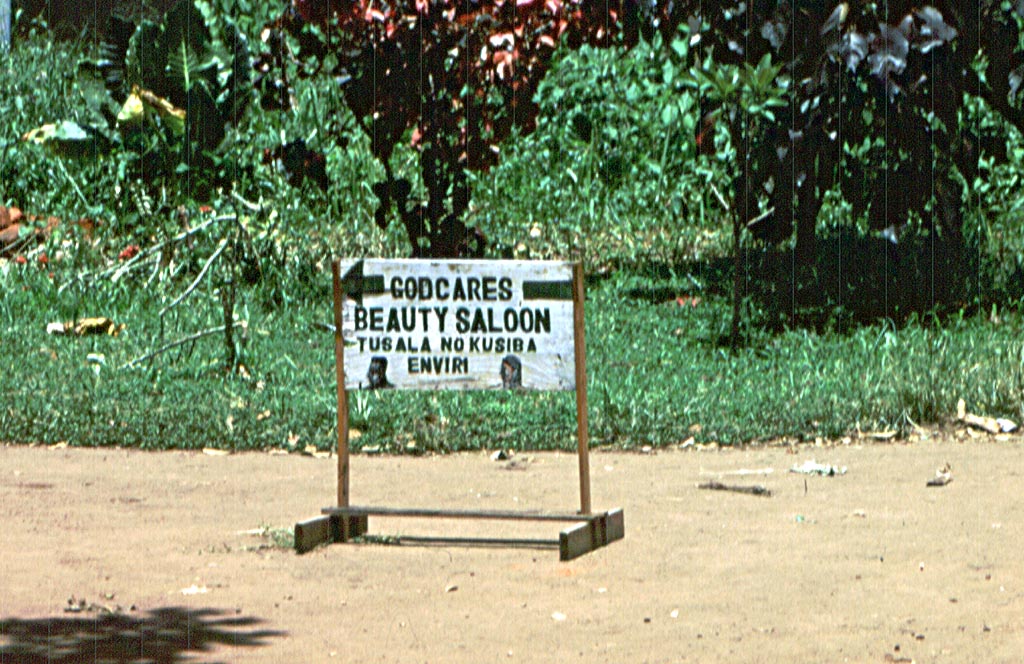 GODCARES
BEAUTY SALOON
TUSALA NO KUSIBA
ENVIRI